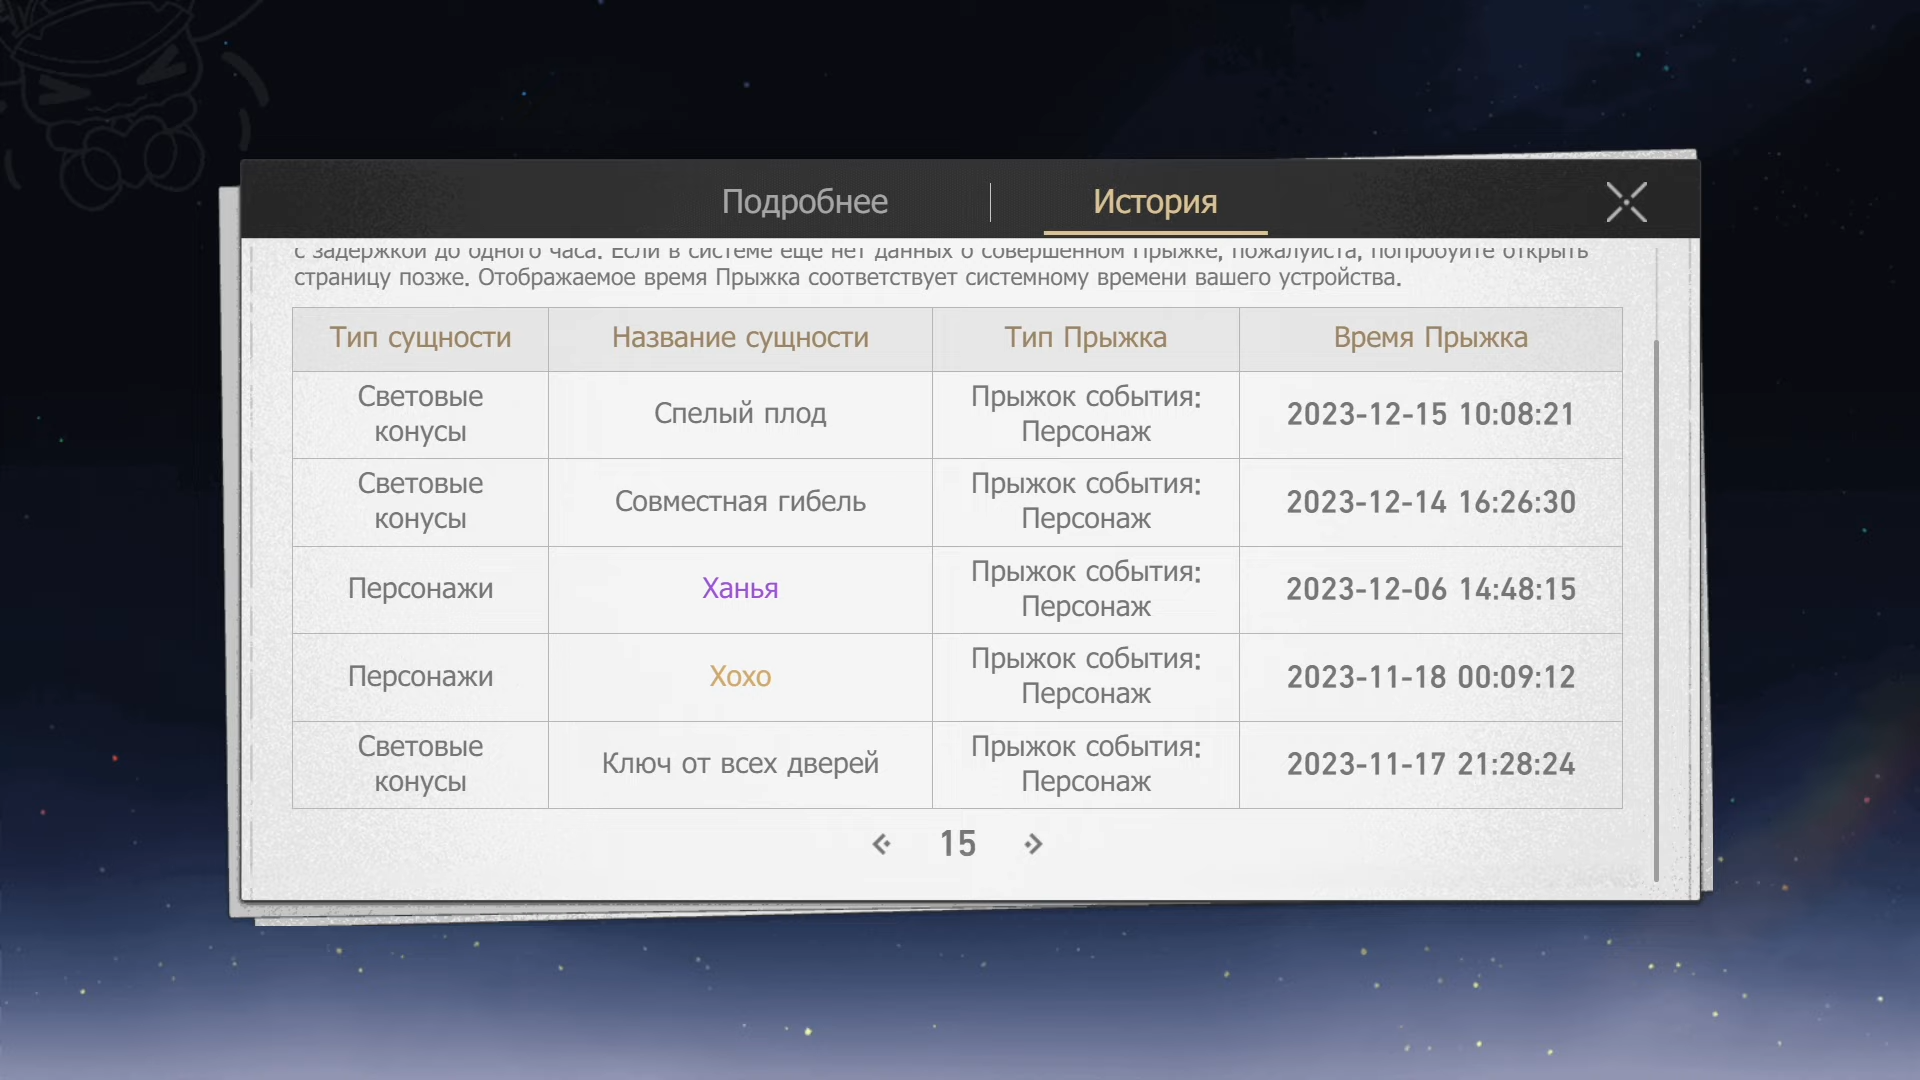 Подробнее
История
с задержкой до одного часа. Если в системе еще нет данных о совершенном Прыжке, пожалуйста, попробуйте открыть
страницу позже. Отображаемое время Прыжка соответствует системному времени вашего устройства.
Тип сущности Название сущности Тип Прыжка Время Прыжка
Световые
конусы
Спелый плод
Прыжок события:
Персонаж
2023-12-15 10:08:21
Световые
конусы
Совместная гибель
Прыжок события:
Персонаж
2023-12-14 16:26:30
Персонажи
Ханья
Прыжок события:
Персонаж
2023-12-06 14:48:15
Персонажи
Хохо
Прыжок события:
Персонаж
2023-11-18 00:09:12
Световые
конусы
Ключ от всех дверей
Прыжок события:
Персонаж
2023-11-17 21:28:24
15